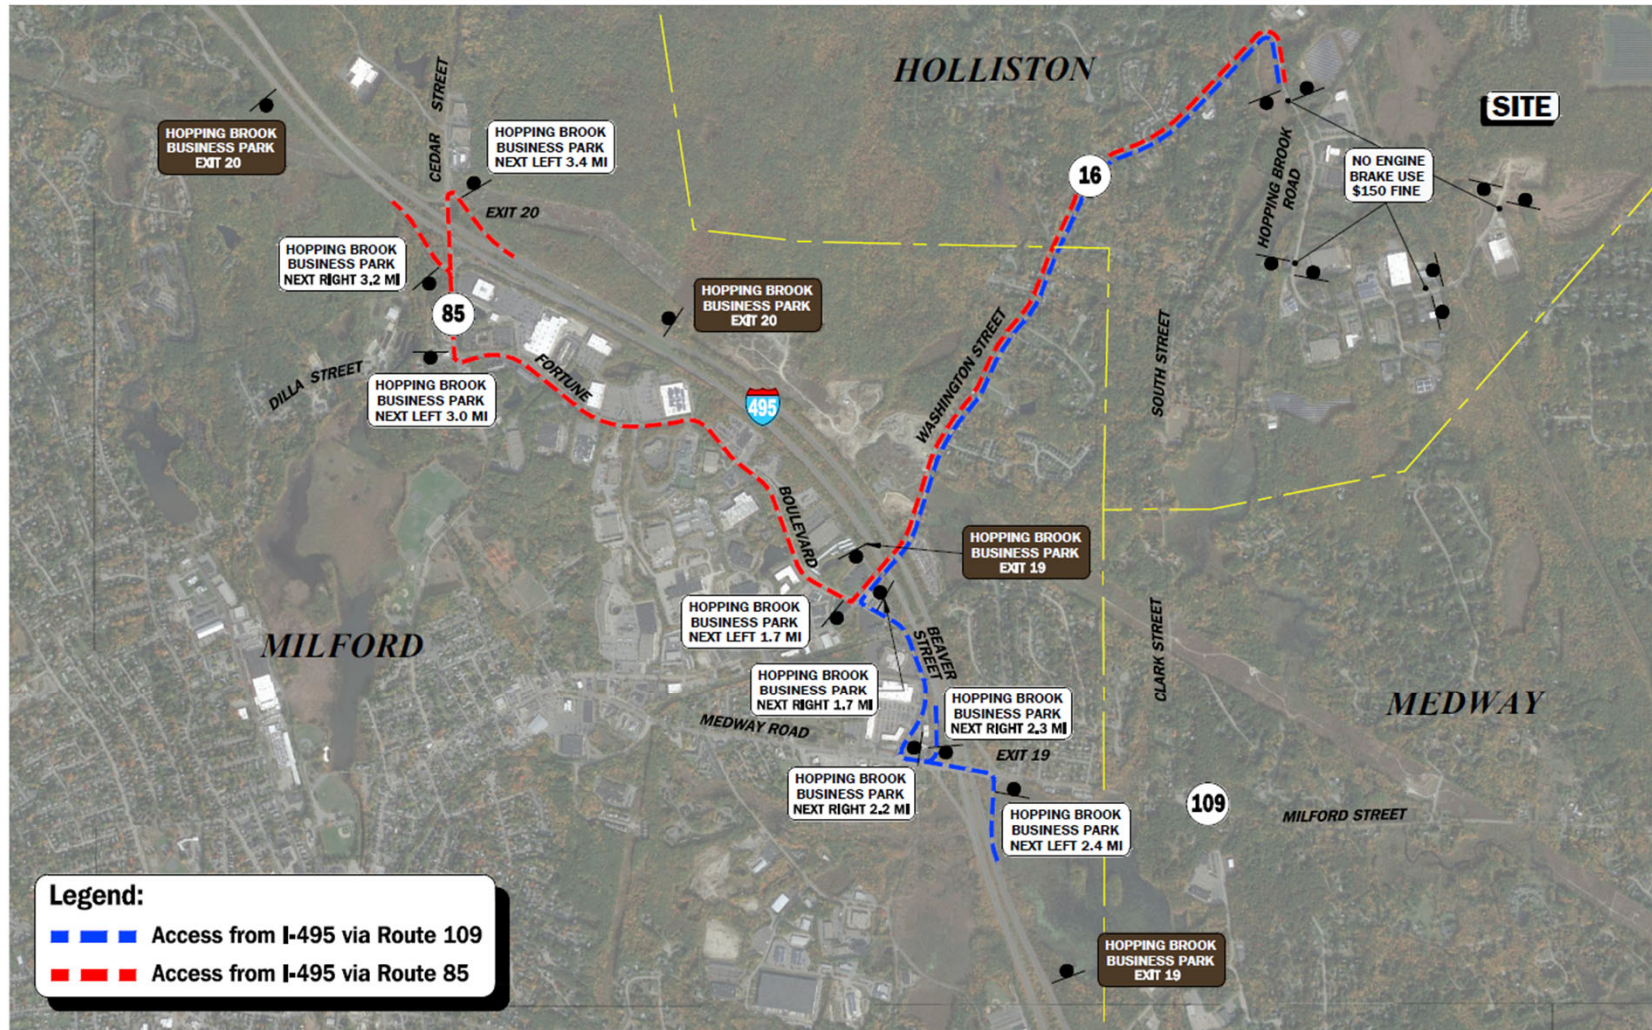 HOLLISTON
CEDAR STREET
HOPPING BROOK
BUSINESS PARK
EXIT 20
HOPPING BROOK
BUSINESS PARK
NEXT LEFT 3.4 MI
SITE
16
HOPPING BROOK
ROAD
NO ENGINE
BRAKE USE
$150 FINE
EXIT 20
HOPPING BROOK
BUSINESS PARK
NEXT RIGHT 3.2 MI
HOPPING BROOK
BUSINESS PARK
EXIT 20
85
WASHINGTON STREET
SOUTH STREET
DILLA STREET
FORTUNE
HOPPING BROOK
BUSINESS PARK
NEXT LEFT 3.0 MI
495
BOULEVARD
HOPPING BROOK
BUSINESS PARK
EXIT 19
HOPPING BROOK
BUSINESS PARK
NEXT LEFT 1.7 MI
MILFORD
BEAVER
STREET
CLARK STREET
HOPPING BROOK
BUSINESS PARK
NEXT RIGHT 1.7 MI
HOPPING BROOK
BUSINESS PARK
NEXT RIGHT 2.3 MI
MEDWAY
MEDWAY ROAD
EXIT 19
HOPPING BROOK
BUSINESS PARK
NEXT RIGHT 2.2 MI
109
MILFORD STREET
HOPPING BROOK
BUSINESS PARK
NEXT LEFT 2.4 MI
Legend:
Access from I-495 via Route 109
Access from I-495 via Route 85
HOPPING BROOK
BUSINESS PARK
EXIT 19